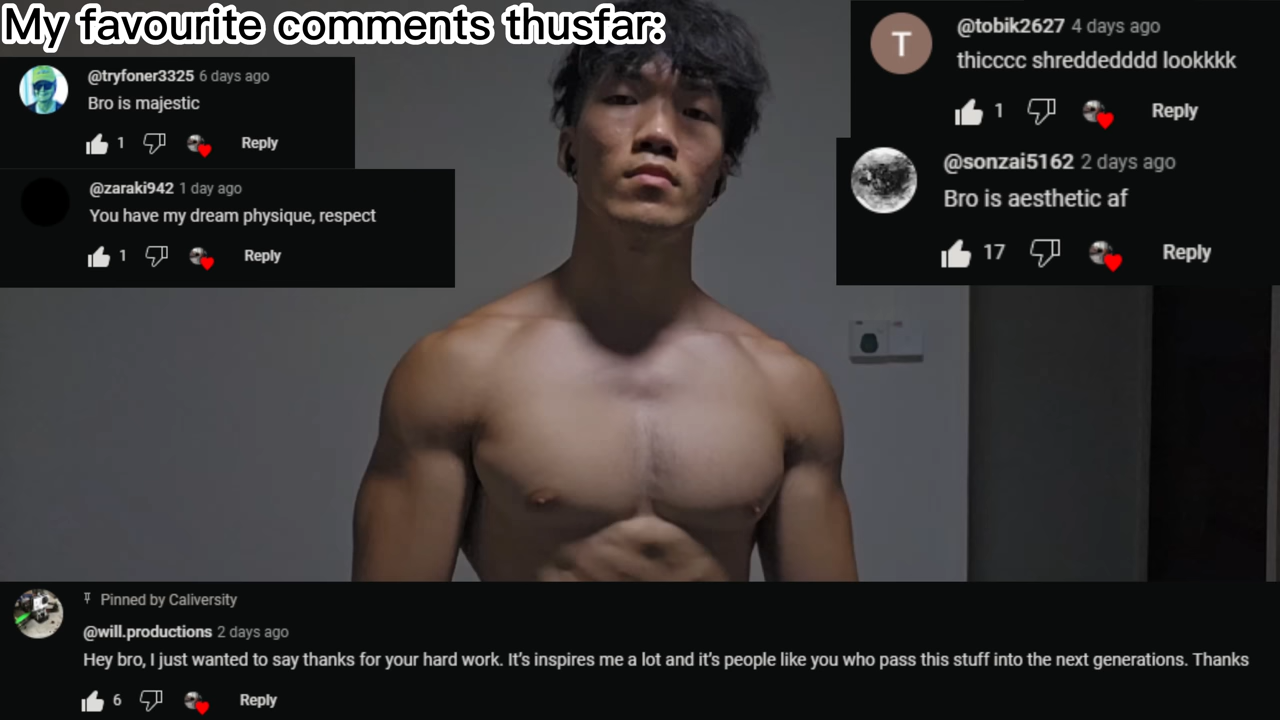 My favourite comments thusfar:
@tryfoner3325 6 days ago
Bro is majestic
1 Reply
@zaraki942 1 day ago
You have my dream physique, respect
1 Reply
T
@tobik2627 4 days ago
thicccc shreddedddd lookkkk
1 Reply
@sonzai5162 2 days ago
Bro is aesthetic af
17 Reply
Pinned by Caliversity
@will.productions 2 days ago
Hey bro, I just wanted to say thanks for your hard work. It's inspires me a lot and it's people like you who pass this stuff into the next generations. Thanks
6 Reply